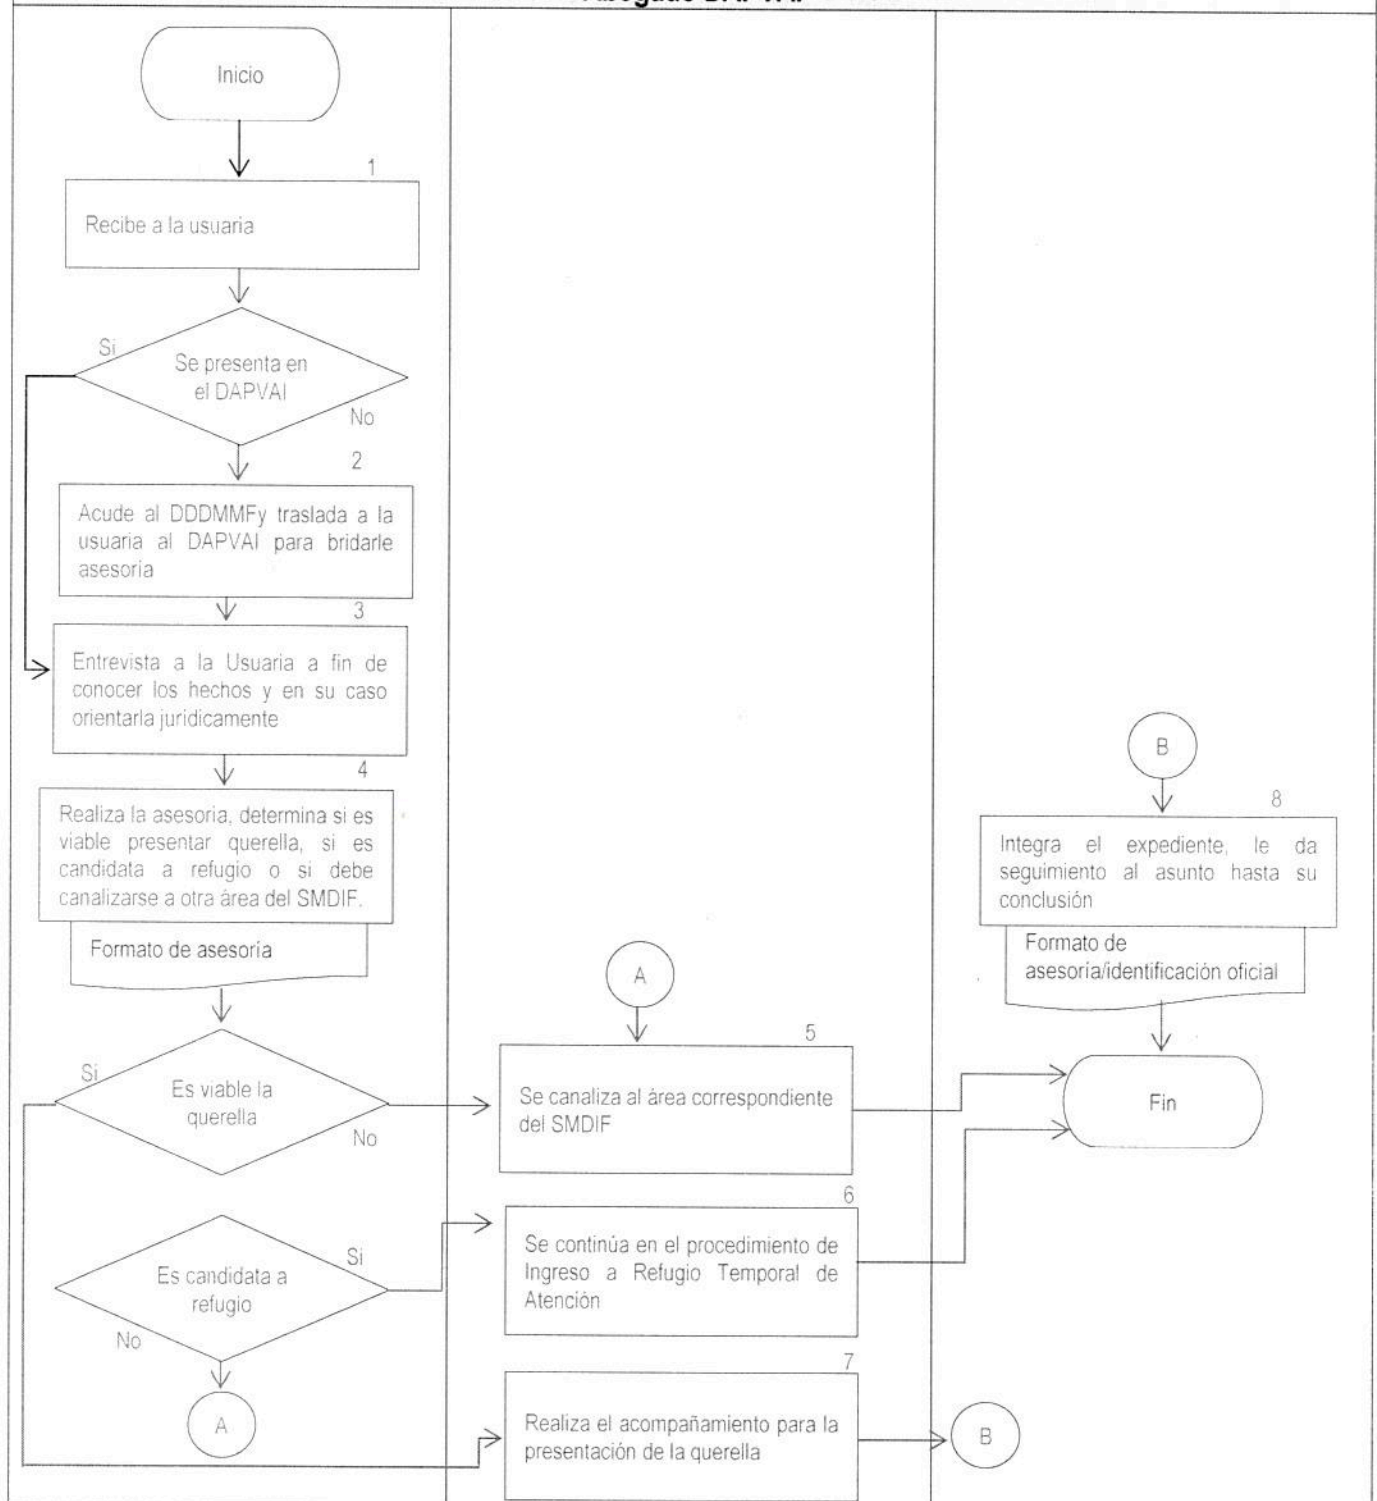 Inicio
1
Recibe a la usuaria
Si
Se presenta en
el DAPVAI
No
2
Acude al DDDMMFy traslada a la
usuaria al DAPVAI para bridarle
asesoria
3
Entrevista a la Usuaria a fin de
conocer los hechos y en su caso
orientarla juridicamente
4
Realiza la asesoria, determina si es
viable presentar querella, si es
candidata a refugio o si debe
canalizarse a otra área del SMDIF.
Formato de asesoría
Si
Es viable la
querella
No
Es candidata a
refugio
Si
No
A
A
5
Se canaliza al área correspondiente
del SMDIF
6
Se continúa en el procedimiento de
Ingreso a Refugio Temporal de
Atención
7
Realiza el acompañamiento para la
presentación de la querella
B
B
8
Integra el expediente, le da
seguimiento al asunto hasta su
conclusión
Formato de
asesoría/identificación oficial
Fin